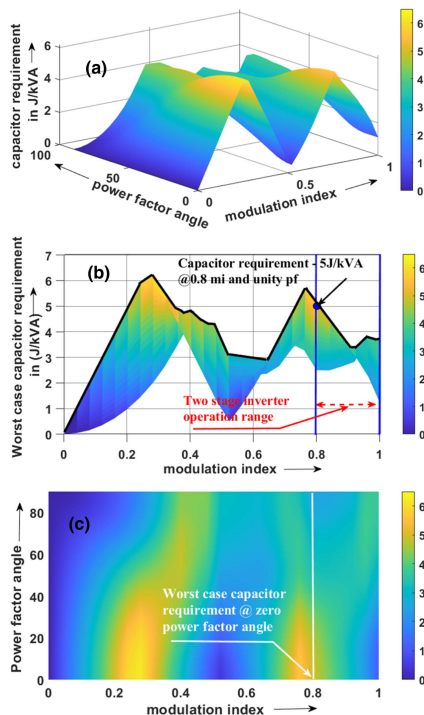 (a)
capacitor requirement
in J/kVA
6
4
2
0
100
50
0
power factor angle
0
0.5
1
modulation index
6
5
4
3
2
1
0
(b)
Capacitor requirement - 5J/kVA
@0.8 mi and unity pf
Worst case capacitor
requirement
in (J/kVA)
7
6
5
4
3
2
1
0
Two stage inverter
operation range
0
0.2
0.4
0.6
0.8
1
modulation index
6
5
4
3
2
1
0
(c)
Power factor angle
80
60
40
20
0
Worst case capacitor
requirement @ zero
power factor angle
0
0.2
0.4
0.6
0.8
1
modulation index
6
5
4
3
2
1
0